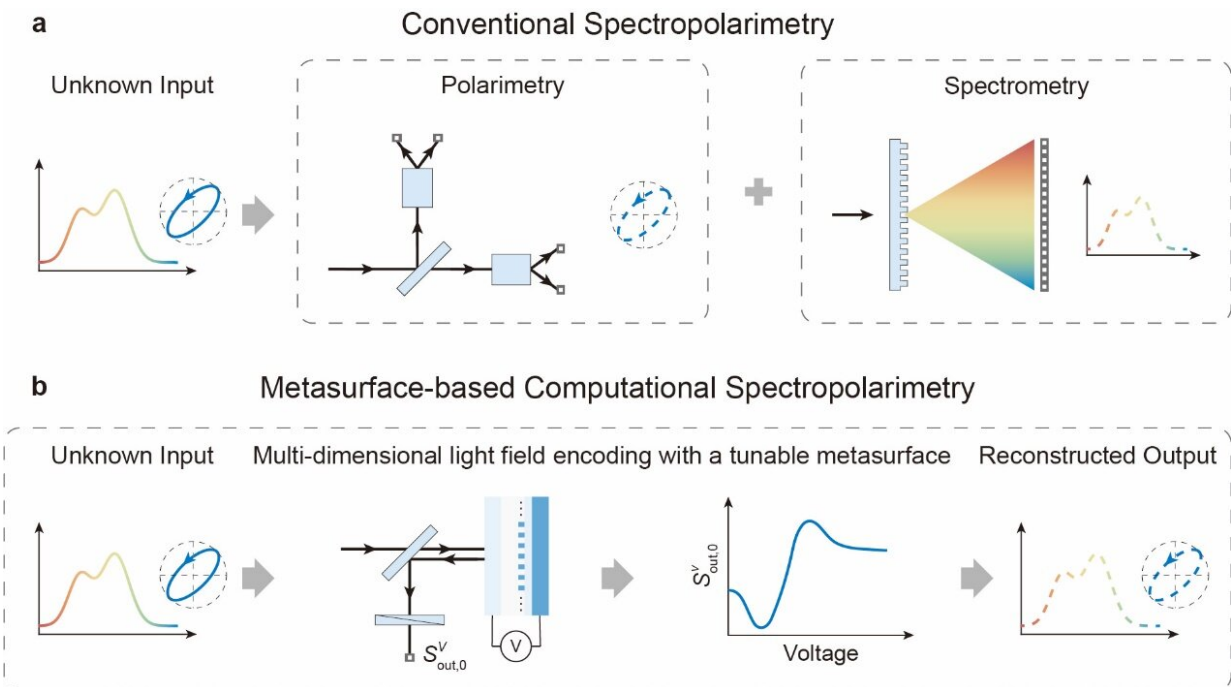 a
Conventional Spectropolarimetry
Unknown Input
Polarimetry
Spectrometry
b
Metasurface-based Computational Spectropolarimetry
Unknown Input
Multi-dimensional light field encoding with a tunable metasurface
Reconstructed Output
V
S^V_out,0
S^V_out,0
Voltage